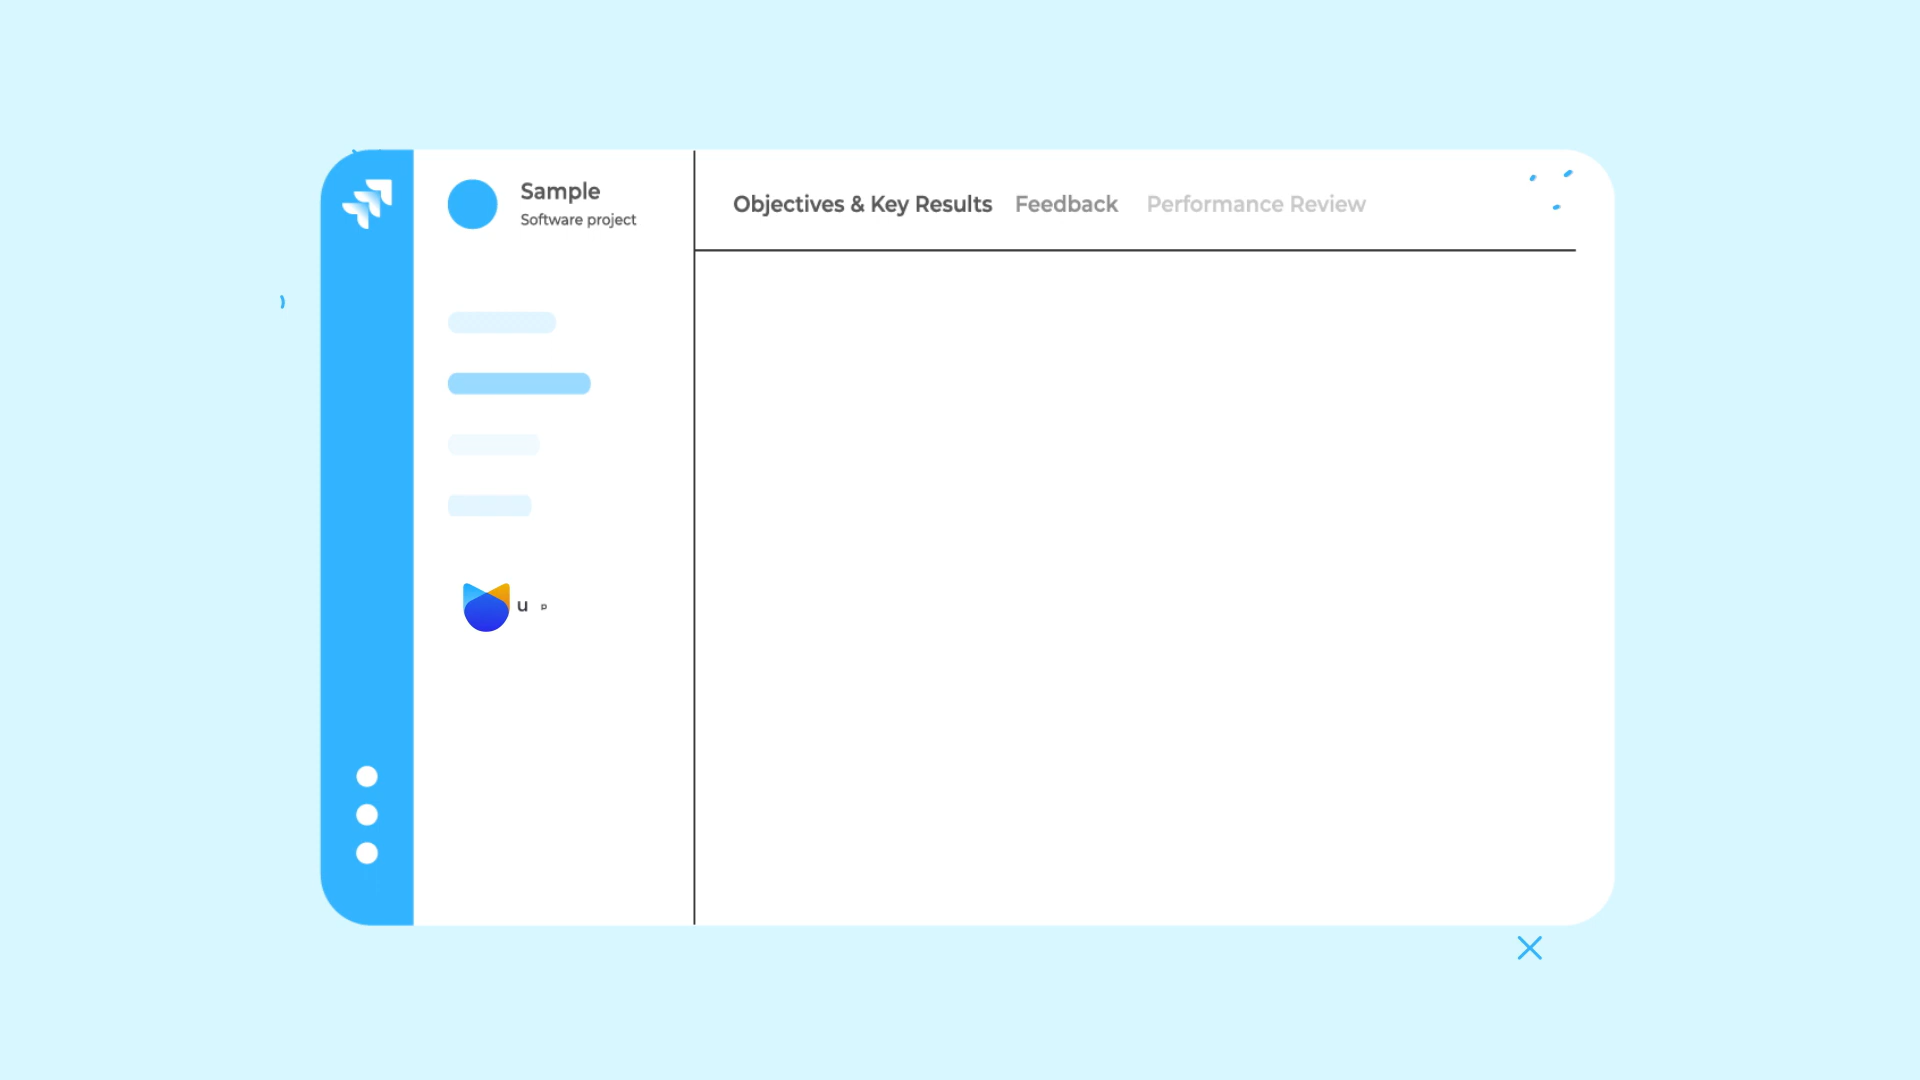 Sample
Software project
Objectives & Key Results Feedback Performance Review
u p